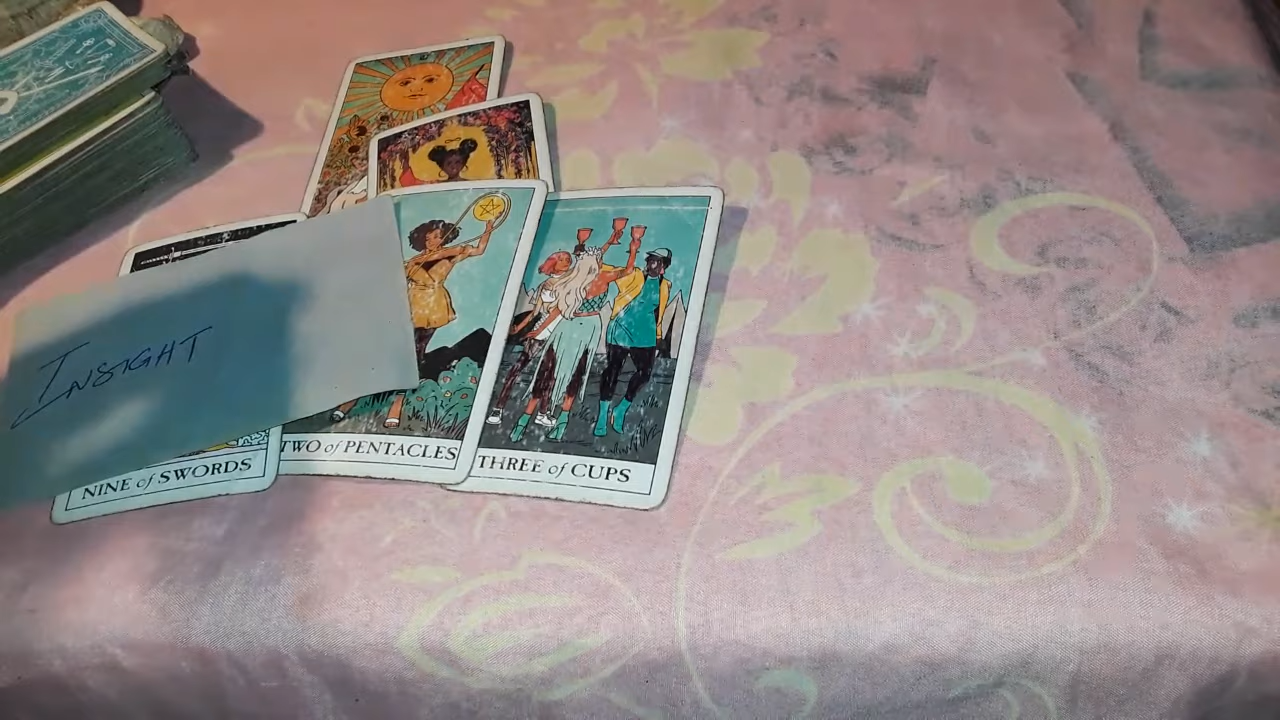 INSIGHT
NINE of SWORDS
TWO of PENTACLES
THREE of CUPS